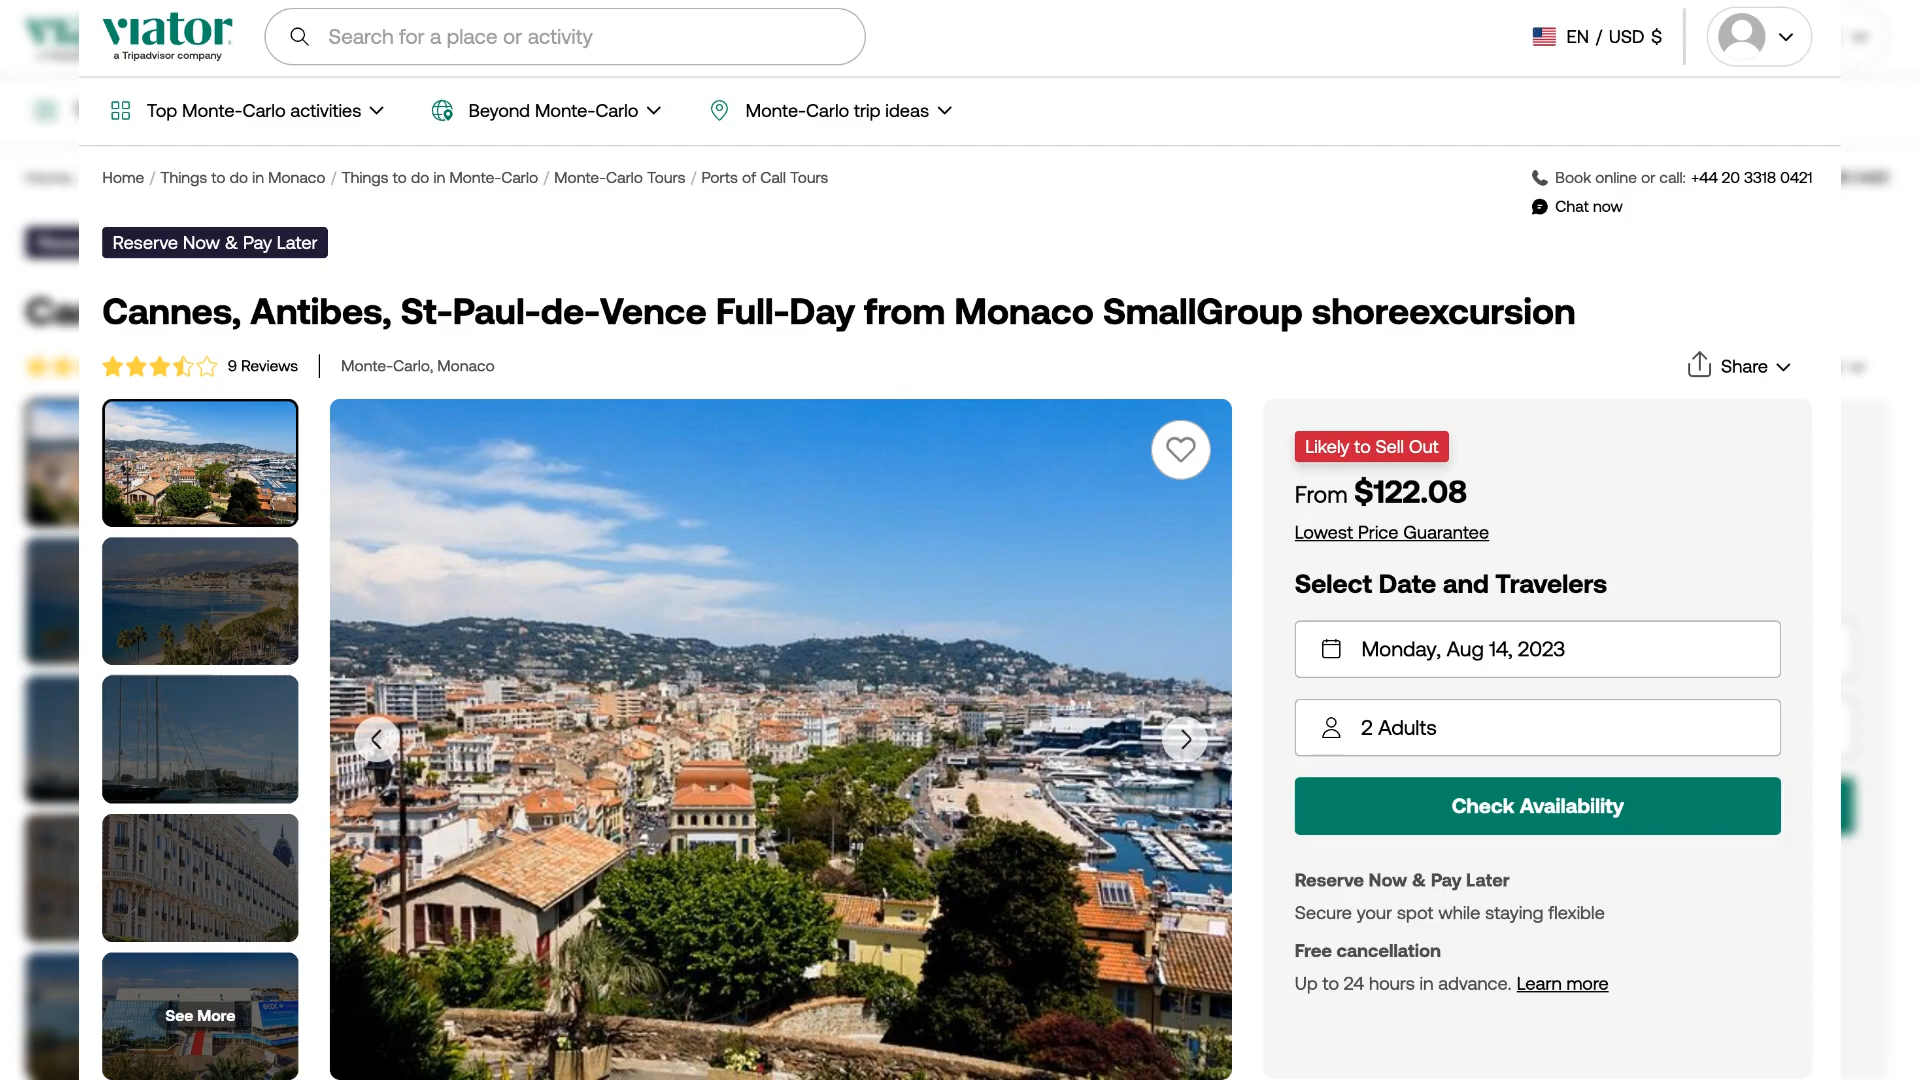 viator
a Tripadvisor company
Search for a place or activity
EN / USD $
Top Monte-Carlo activities
Beyond Monte-Carlo
Monte-Carlo trip ideas
Home / Things to do in Monaco / Things to do in Monte-Carlo / Monte-Carlo Tours / Ports of Call Tours
Book online or call: +44 20 3318 0421
Chat now
Reserve Now & Pay Later
Cannes, Antibes, St-Paul-de-Vence Full-Day from Monaco SmallGroup shoreexcursion
9 Reviews
Monte-Carlo, Monaco
Share
See More
Likely to Sell Out
From $122.08
Lowest Price Guarantee
Select Date and Travelers
Monday, Aug 14, 2023
2 Adults
Check Availability
Reserve Now & Pay Later
Secure your spot while staying flexible
Free cancellation
Up to 24 hours in advance. Learn more